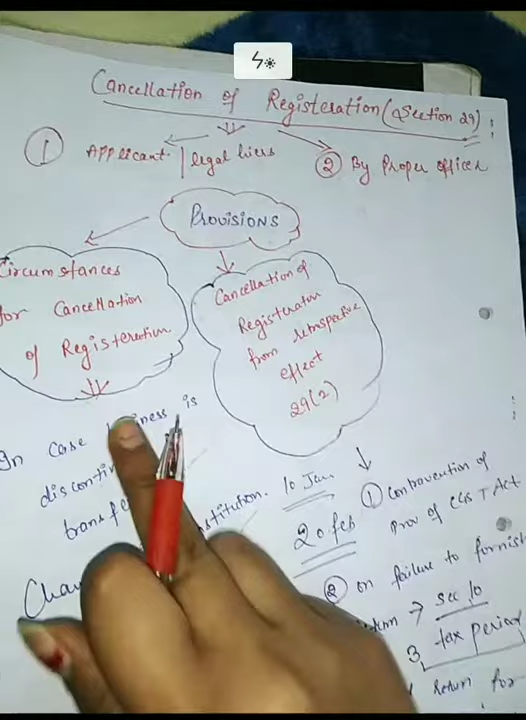 Cancellation of Registeration (Section 29)
① Applicant | legal hiers
② By Proper officer
Provisions
Circumstances
for Cancellation
of Registeration
Cancellation of
Registeration
from retrospective
effect
29(2)
In case is
10 Jan
20 feb
① Contravention of
Prov of CGST Act
② on failure to furnish
→ sec 10
3 tax period
Return for